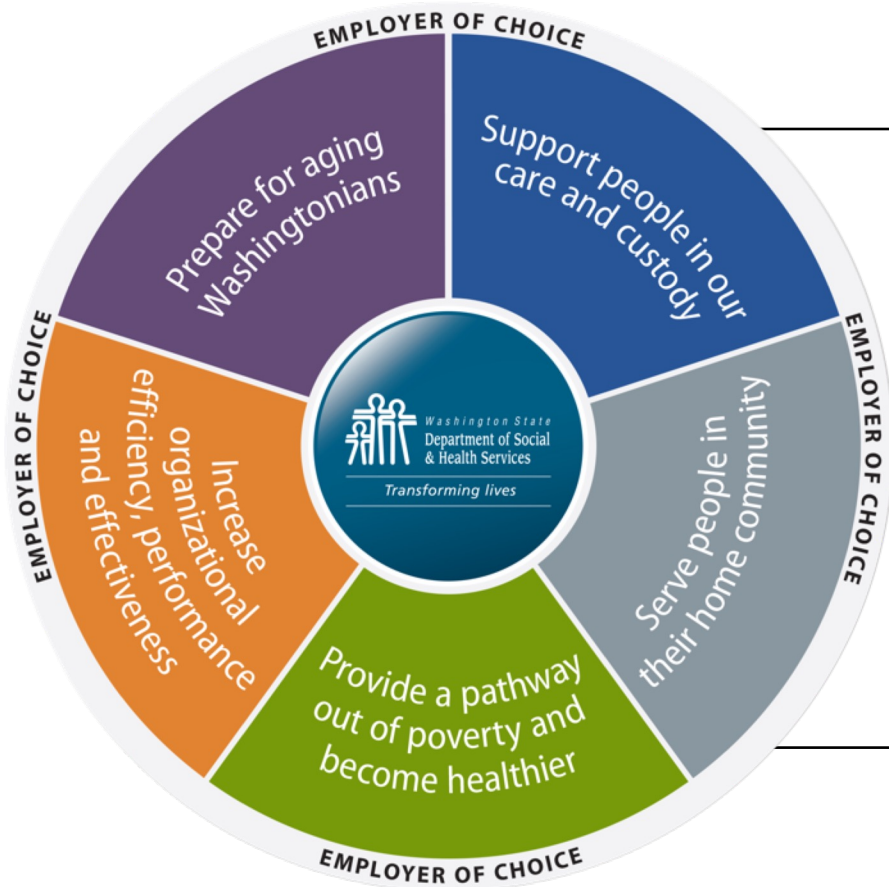 EMPLOYER OF CHOICE
Prepare for aging
Washingtonians
Support people in our
care and custody
EMPLOYER OF CHOICE
EMPLOYER OF CHOICE
Increase
organizational
efficiency, performance
and effectiveness
Washington State
Department of Social
& Health Services
Transforming lives
Serve people in
their home community
Provide a pathway
out of poverty and
become healthier
EMPLOYER OF CHOICE